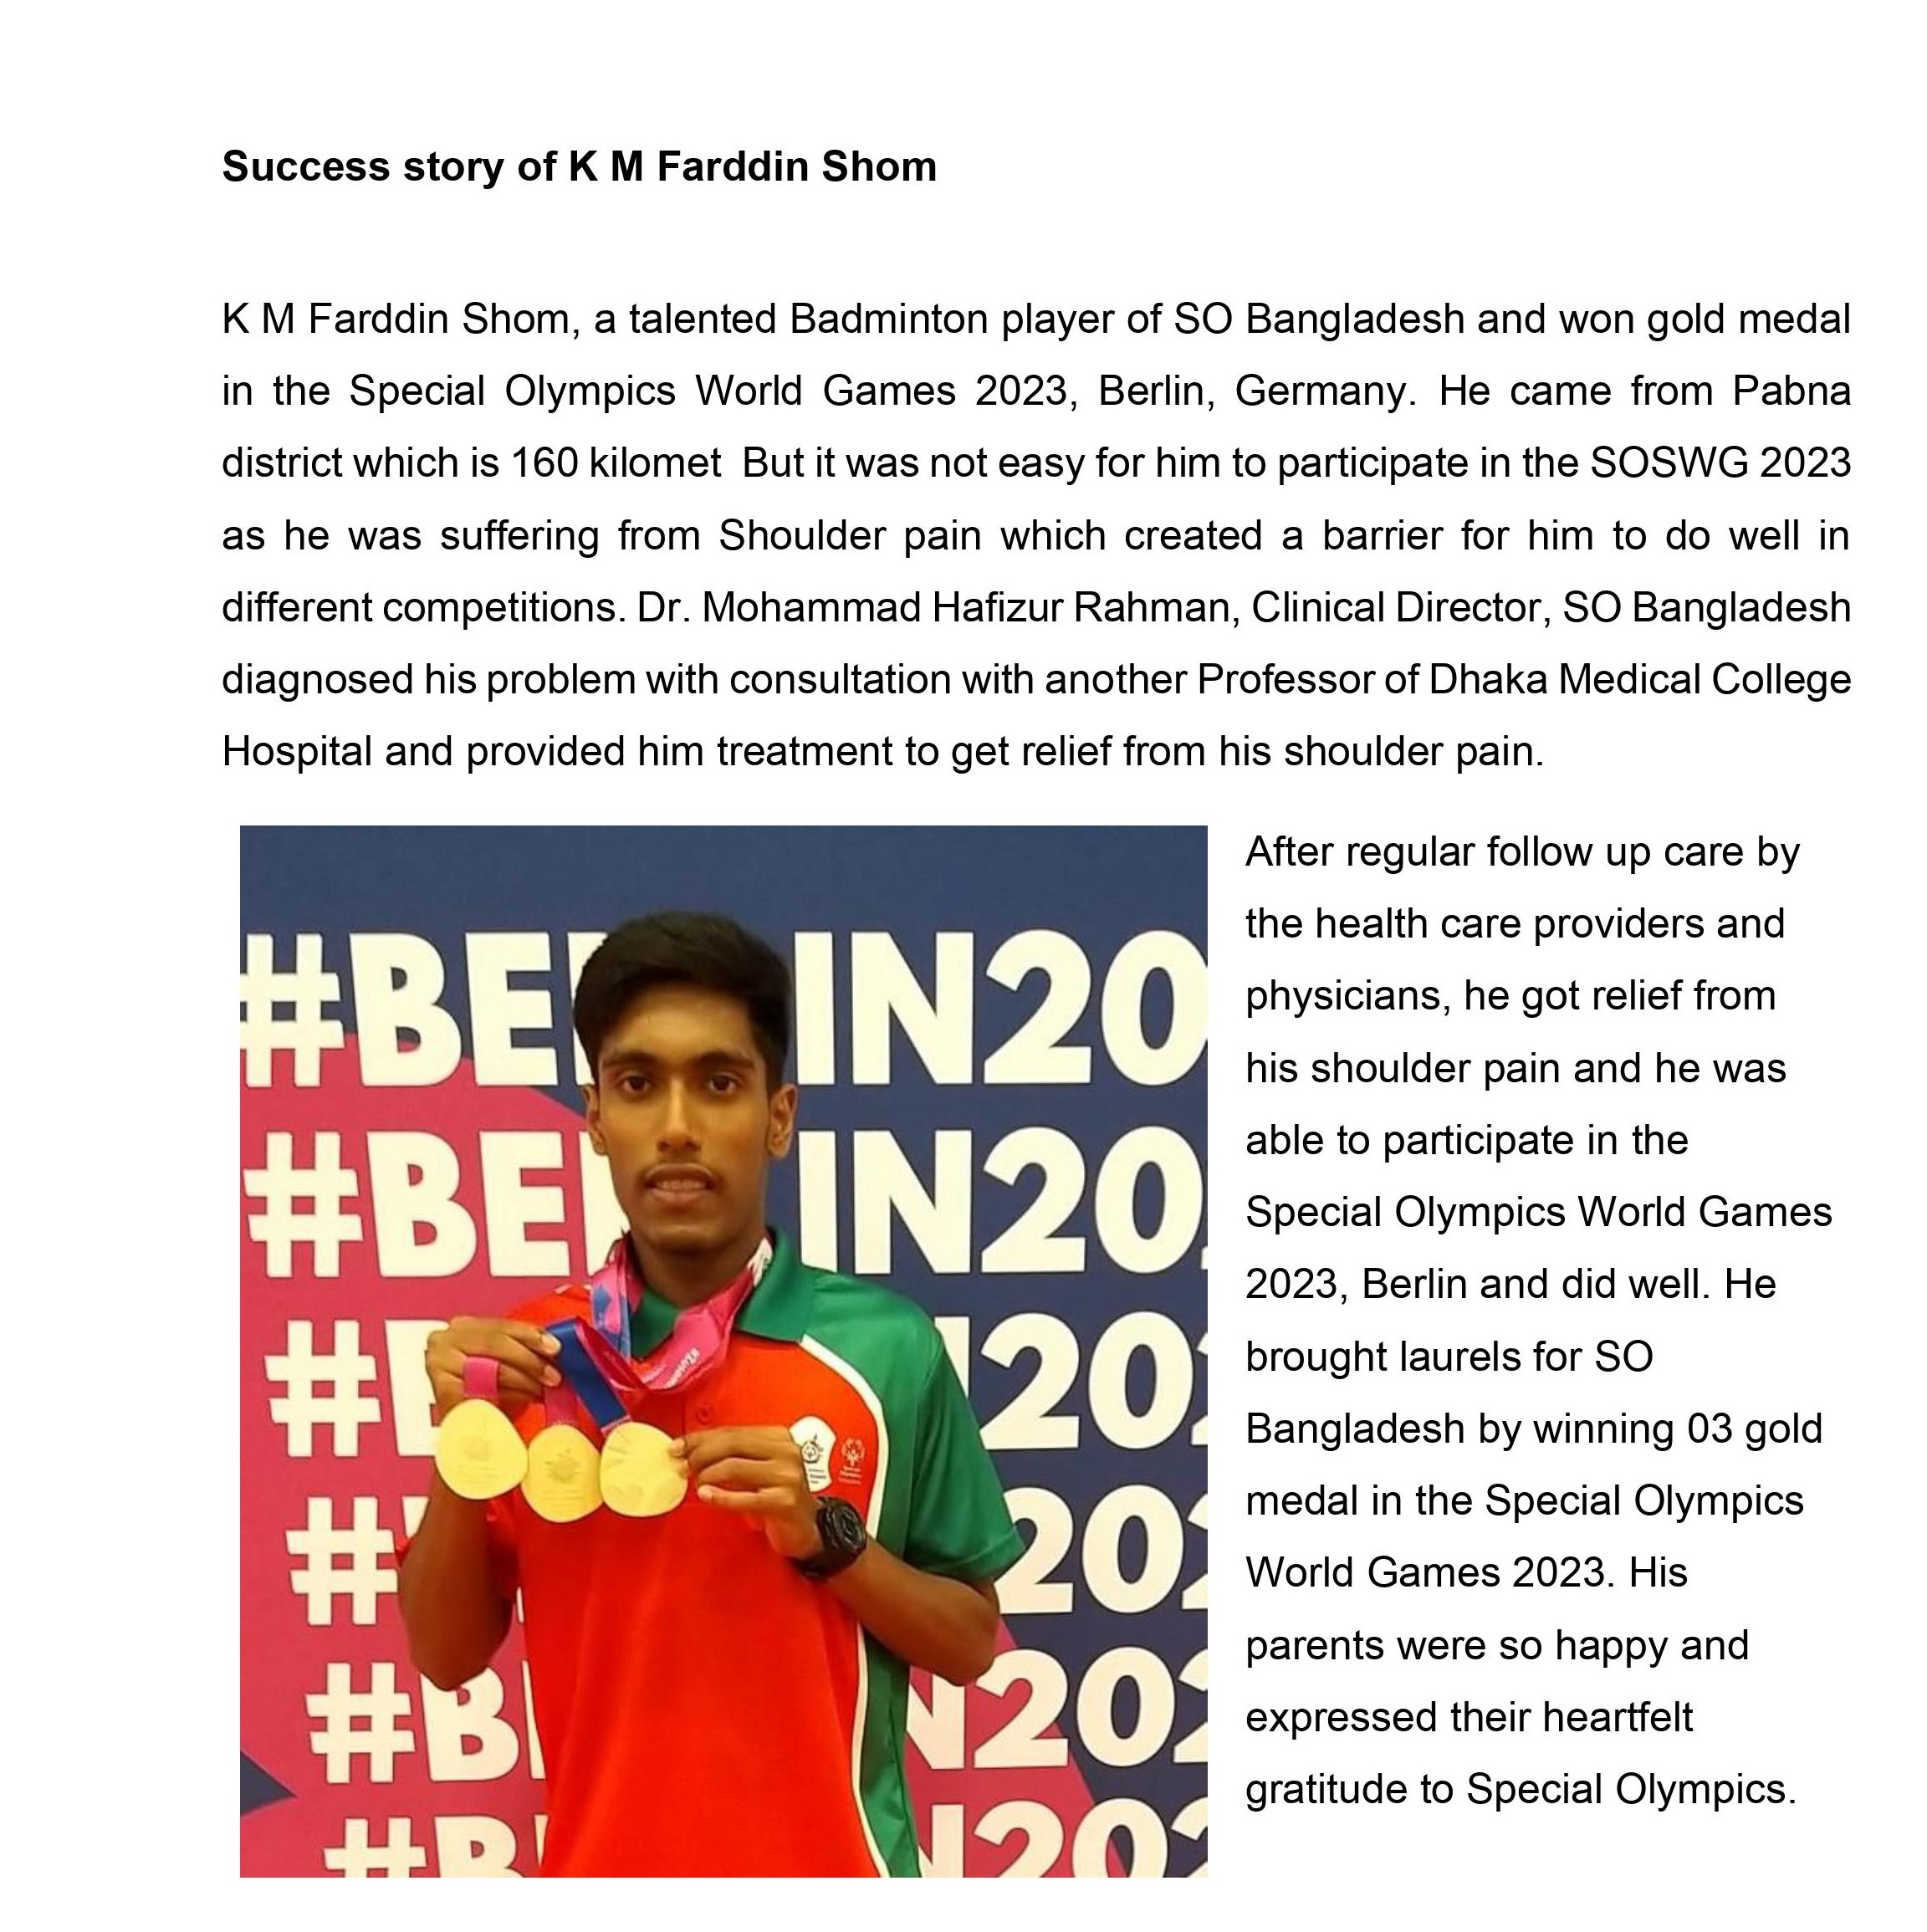 Success story of K M Farddin Shom
K M Farddin Shom, a talented Badminton player of SO Bangladesh and won gold medal
in the Special Olympics World Games 2023, Berlin, Germany. He came from Pabna
district which is 160 kilomet  But it was not easy for him to participate in the SOSWG 2023
as he was suffering from Shoulder pain which created a barrier for him to do well in
different competitions. Dr. Mohammad Hafizur Rahman, Clinical Director, SO Bangladesh
diagnosed his problem with consultation with another Professor of Dhaka Medical College
Hospital and provided him treatment to get relief from his shoulder pain.
#BE IN20
#BE IN20
#B 20
# 20
#B N20
#B N20
After regular follow up care by
the health care providers and
physicians, he got relief from
his shoulder pain and he was
able to participate in the
Special Olympics World Games
2023, Berlin and did well. He
brought laurels for SO
Bangladesh by winning 03 gold
medal in the Special Olympics
World Games 2023. His
parents were so happy and
expressed their heartfelt
gratitude to Special Olympics.